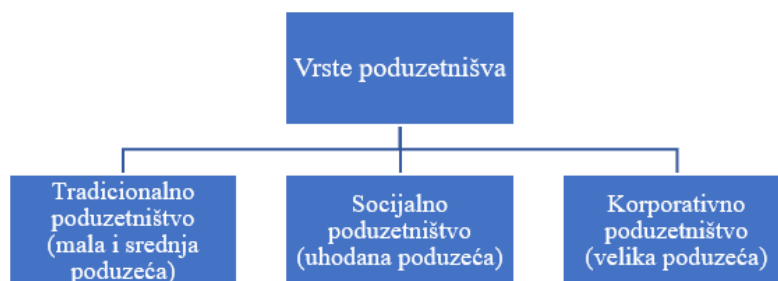 Vrste poduzetnišva
Tradicionalno
poduzetništvo
(mala i srednja
poduzeća)
Socijalno
poduzetništvo
(uhodana poduzeća)
Korporativno
poduzetništvo
(velika poduzeća)